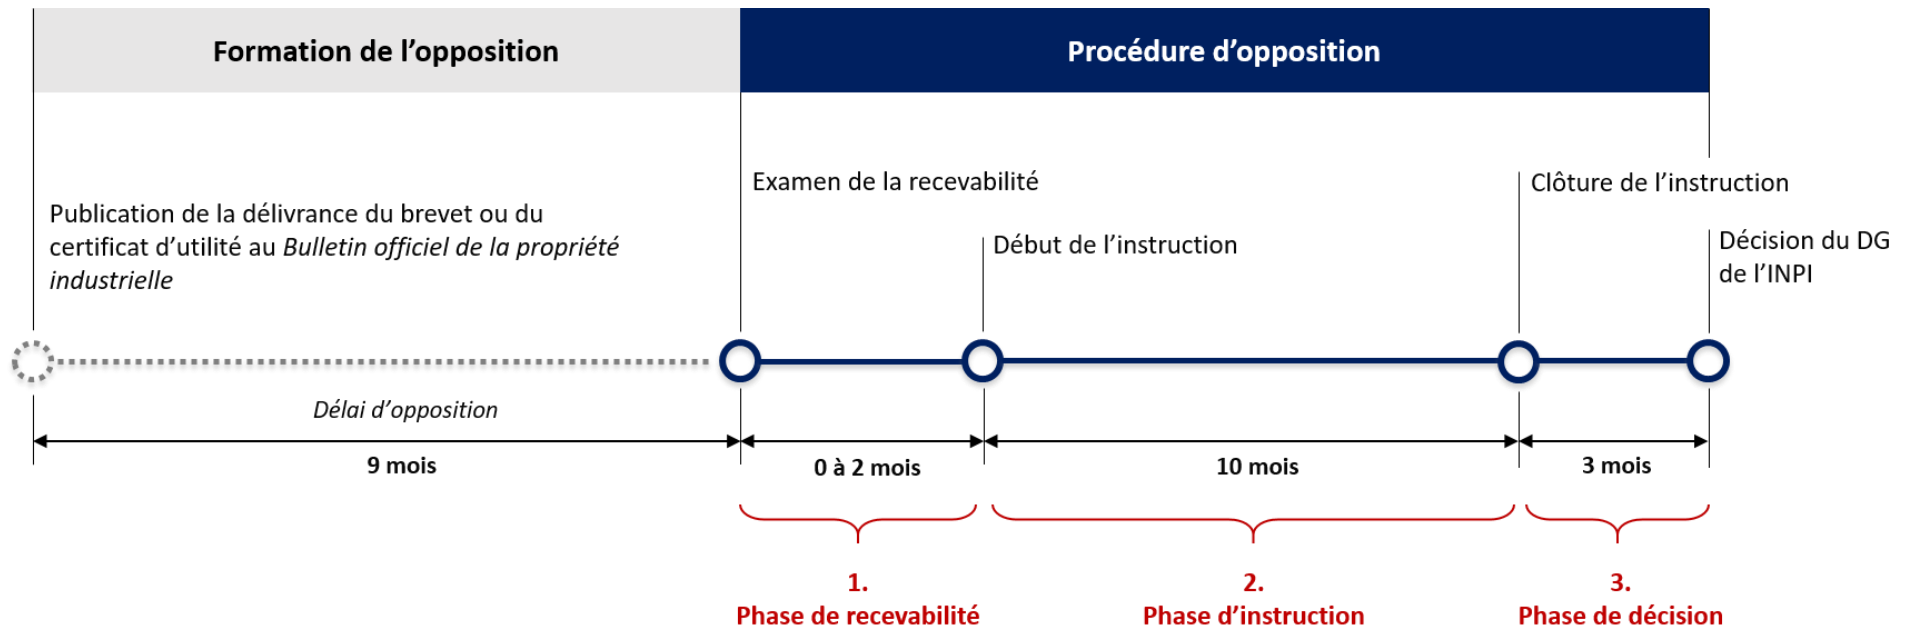 Formation de l’opposition
Procédure d’opposition
Publication de la délivrance du brevet ou du
certificat d’utilité au Bulletin officiel de la propriété
industrielle
Examen de la recevabilité
Début de l’instruction
Clôture de l’instruction
Décision du DG
de l’INPI
Délai d’opposition
9 mois
0 à 2 mois
10 mois
3 mois
1.
Phase de recevabilité
2.
Phase d’instruction
3.
Phase de décision